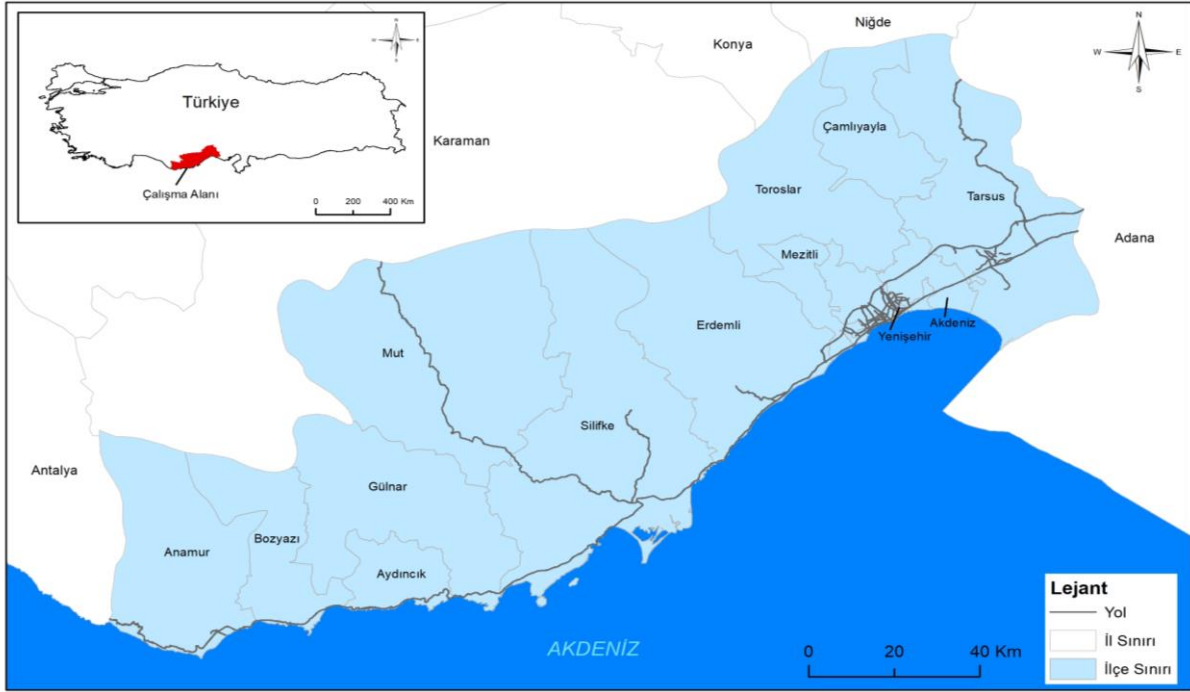 Niğde
Konya
N
W
E
S
N
W
E
S
Türkiye
Çalışma Alanı
0
200
400 Km
Karaman
Çamlıyayla
Toroslar
Tarsus
Adana
Mezitli
Erdemli
Yenişehir
Akdeniz
Mut
Silifke
Antalya
Gülnar
Anamur
Bozyazı
Aydıncık
AKDENİZ
0
20
40 Km
Lejant
Yol
İl Sınırı
İlçe Sınırı